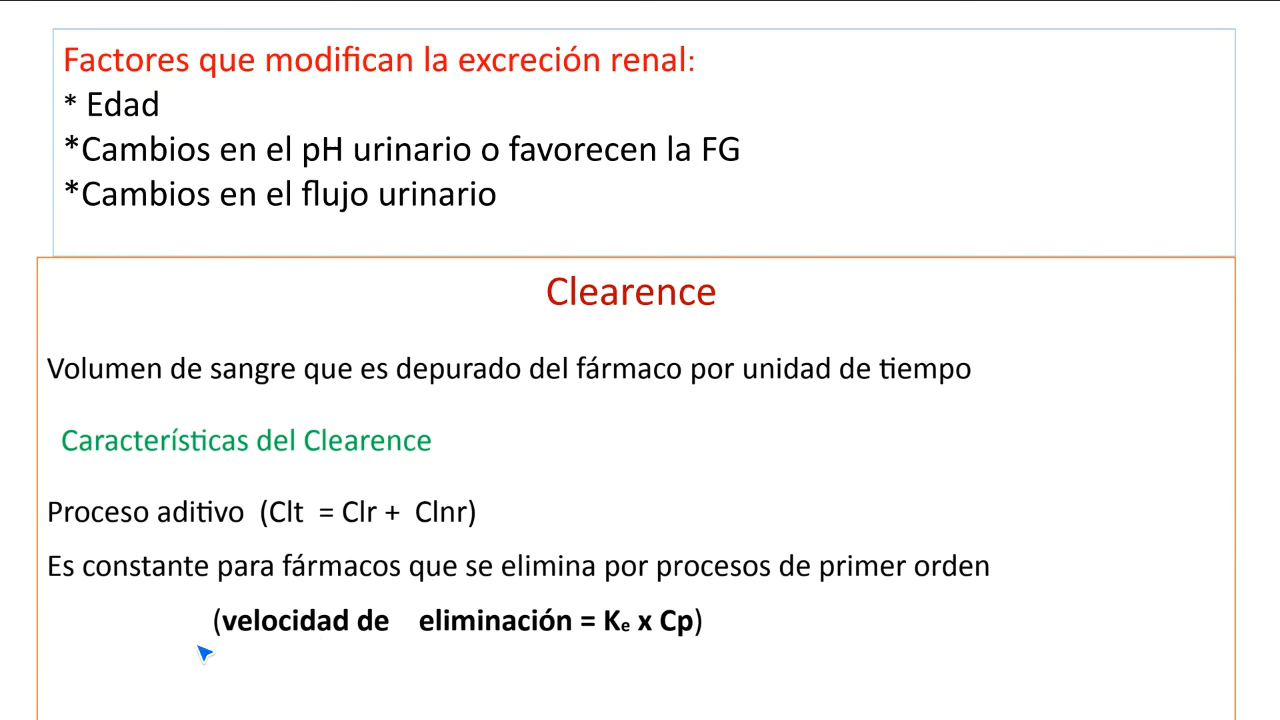 Factores que modifican la excreción renal:
* Edad
*Cambios en el pH urinario o favorecen la FG
*Cambios en el flujo urinario
Clearence
Volumen de sangre que es depurado del fármaco por unidad de tiempo
Características del Clearence
Proceso aditivo (Clt = Clr + Clnr)
Es constante para fármacos que se elimina por procesos de primer orden
(velocidad de eliminación = Ke x Cp)